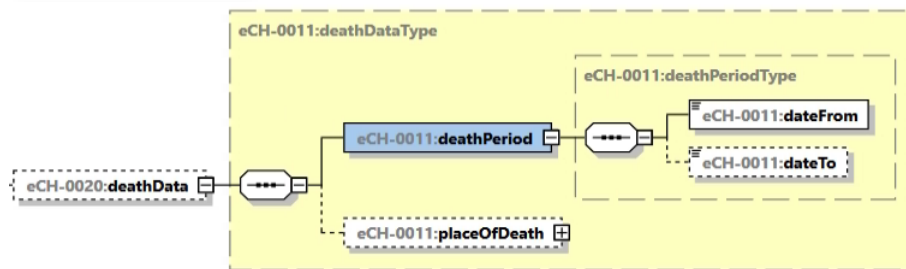 eCH-0011:deathDataType
eCH-0011:deathPeriodType
eCH-0011:dateFrom
eCH-0011:deathPeriod
eCH-0011:dateTo
eCH-0020:deathData
eCH-0011:placeOfDeath